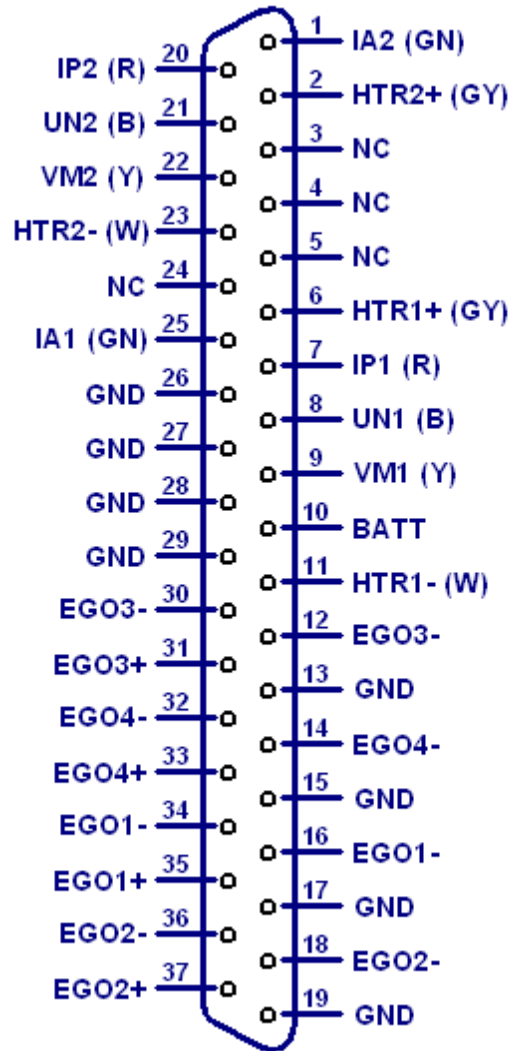 1 IA2 (GN)
IP2 (R) 20
2 HTR2+ (GY)
UN2 (B) 21
3 NC
VM2 (Y) 22
4 NC
HTR2- (W) 23
5 NC
NC 24
6 HTR1+ (GY)
IA1 (GN) 25
7 IP1 (R)
GND 26
8 UN1 (B)
GND 27
9 VM1 (Y)
GND 28
10 BATT
GND 29
11 HTR1- (W)
EGO3- 30
12 EGO3-
EGO3+ 31
13 GND
EGO4- 32
14 EGO4-
EGO4+ 33
15 GND
EGO1- 34
16 EGO1-
EGO1+ 35
17 GND
EGO2- 36
18 EGO2-
EGO2+ 37
19 GND